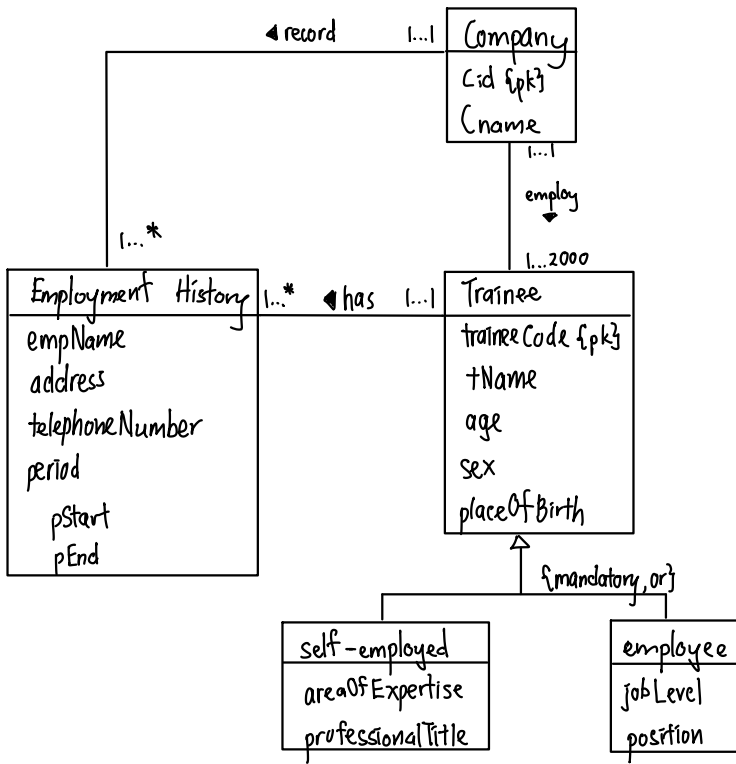 ◀ record
1...1
Company
Cid {pk}
Cname
1...1
employ
1...2000
1...*
Employment History
empName
address
telephoneNumber
period
pStart
pEnd
1...*
◀ has
1...1
Trainee
traineeCode {pk}
tName
age
sex
placeOfBirth
{mandatory, or}
self-employed
areaOfExpertise
professionalTitle
employee
jobLevel
position